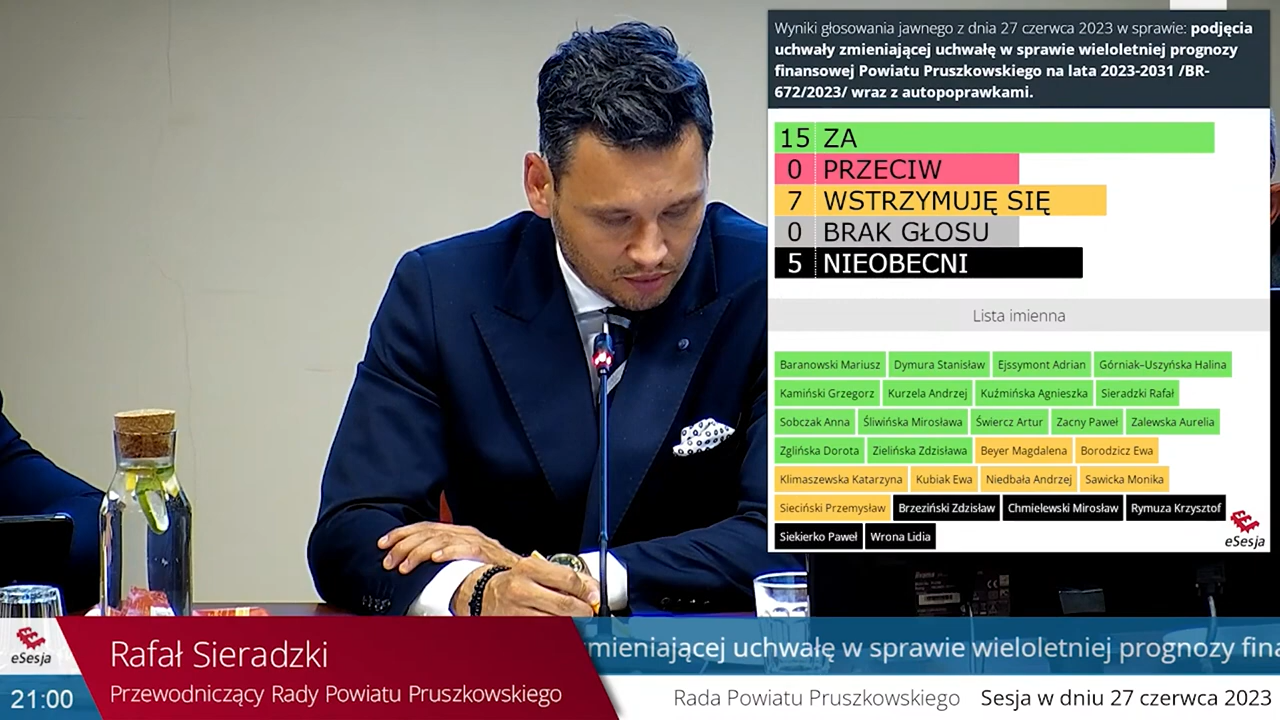 Wyniki głosowania jawnego z dnia 27 czerwca 2023 w sprawie: podjęcia
uchwały zmieniającej uchwałę w sprawie wieloletniej prognozy
finansowej Powiatu Pruszkowskiego na lata 2023-2031 /BR-
672/2023/ wraz z autopoprawkami.
15 ZA
0 PRZECIW
7 WSTRZYMUJĘ SIĘ
0 BRAK GŁOSU
5 NIEOBECNI
Lista imienna
Baranowski Mariusz Dymura Stanisław Ejssymont Adrian Górniak–Uszyńska Halina
Kamiński Grzegorz Kurzela Andrzej Kuźmińska Agnieszka Sieradzki Rafał
Sobczak Anna Śliwińska Mirosława Świercz Artur Zacny Paweł Zalewska Aurelia
Zglińska Dorota Zielińska Zdzisława Beyer Magdalena Borodzicz Ewa
Klimaszewska Katarzyna Kubiak Ewa Niedbała Andrzej Sawicka Monika
Sieciński Przemysław Brzeziński Zdzisław Chmielewski Mirosław Rymuza Krzysztof
Siekierko Paweł Wrona Lidia
eSesja
eSesja
21:00
Rafał Sieradzki
Przewodniczący Rady Powiatu Pruszkowskiego
mieniającej uchwałę w sprawie wieloletniej prognozy fina
Rada Powiatu Pruszkowskiego Sesja w dniu 27 czerwca 2023